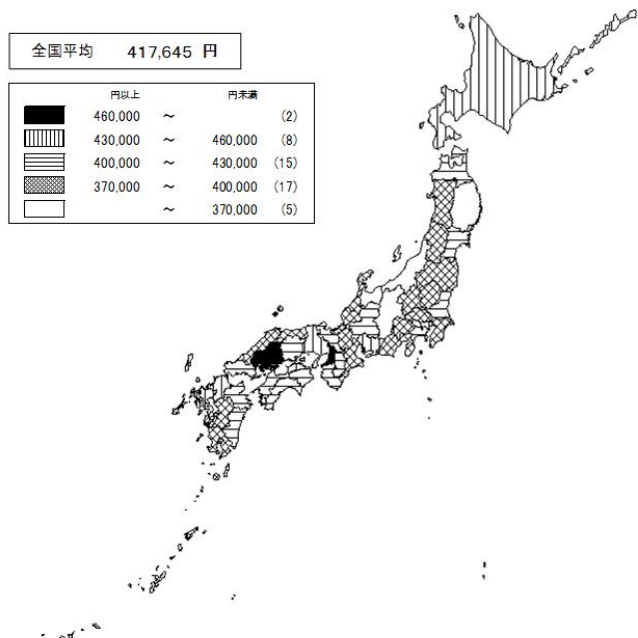 全国平均 417,645 円
円以上 円未満
460,000 ～ (2)
430,000 ～ 460,000 (8)
400,000 ～ 430,000 (15)
370,000 ～ 400,000 (17)
～ 370,000 (5)